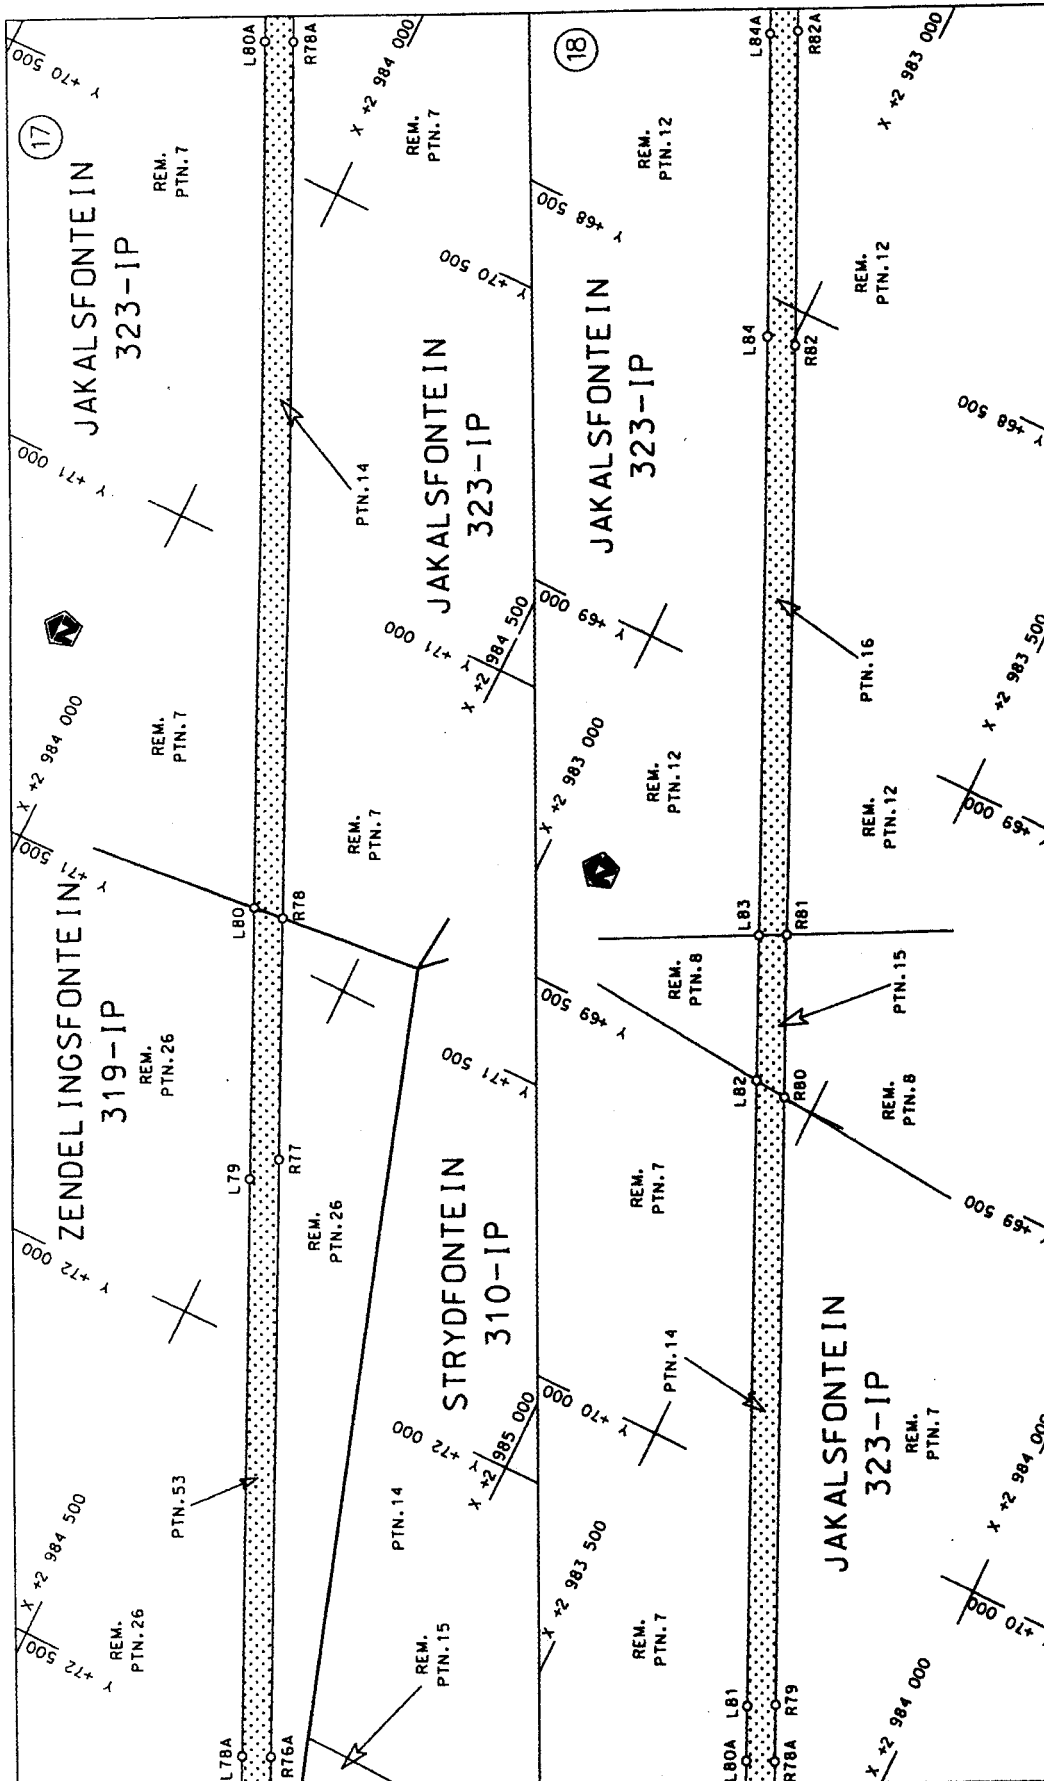 17
JAKALSFONTEIN
323-IP
ZENDELINGSFONTEIN
319-IP
REM.
PTN.26
Y +70 500
Y +71 000
X +2 984 000
Y +71 500
Y +72 000
X +2 984 500
Y +72 500
REM.
PTN.7
REM.
PTN.7
REM.
PTN.26
PTN.53
L78A
L79
L80
L80A
R76A
R77
R78
R78A
PTN.14
X +2 984 000
REM.
PTN.7
REM.
PTN.7
REM.
PTN.26
PTN.14
REM.
PTN.15
JAKALSFONTEIN
323-IP
STRYDFONTEIN
310-IP
Y +70 500
Y +71 000
X +2 984 500
Y +71 500
Y +72 000
X +2 985 000
N
18
JAKALSFONTEIN
323-IP
Y +68 500
Y +69 000
X +2 983 000
Y +69 500
Y +70 000
X +2 983 500
REM.
PTN.12
REM.
PTN.12
REM.
PTN.8
REM.
PTN.7
REM.
PTN.7
PTN.14
L80A
L81
L82
L83
L84
L84A
R78A
R79
R80
R81
R82
R82A
PTN.16
PTN.15
REM.
PTN.12
REM.
PTN.12
REM.
PTN.8
JAKALSFONTEIN
323-IP
REM.
PTN.7
X +2 983 000
Y +68 500
X +2 983 500
Y +69 000
+69 500
X +2 984 000
+70 000
X +2 984 000
N